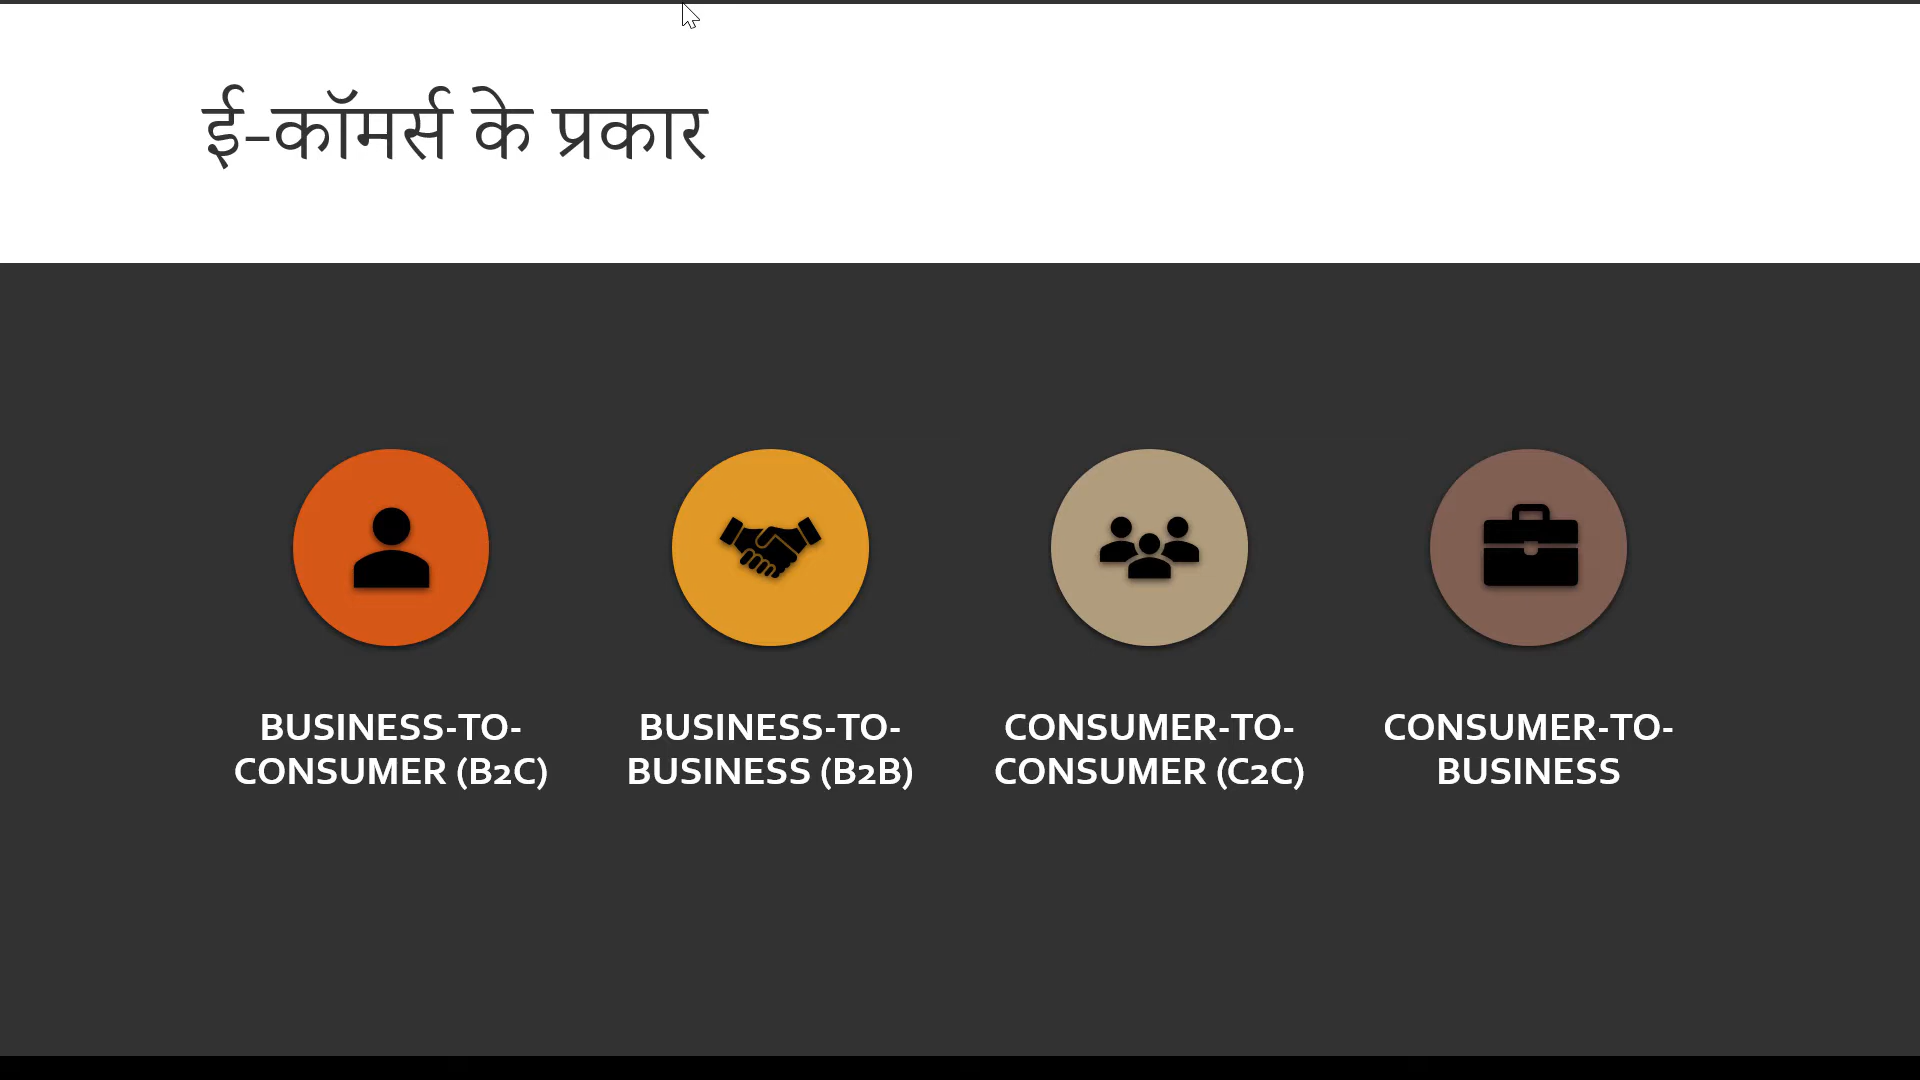 ई-कॉमर्स के प्रकार
BUSINESS-TO-
CONSUMER (B2C)
BUSINESS-TO-
BUSINESS (B2B)
CONSUMER-TO-
CONSUMER (C2C)
CONSUMER-TO-
BUSINESS